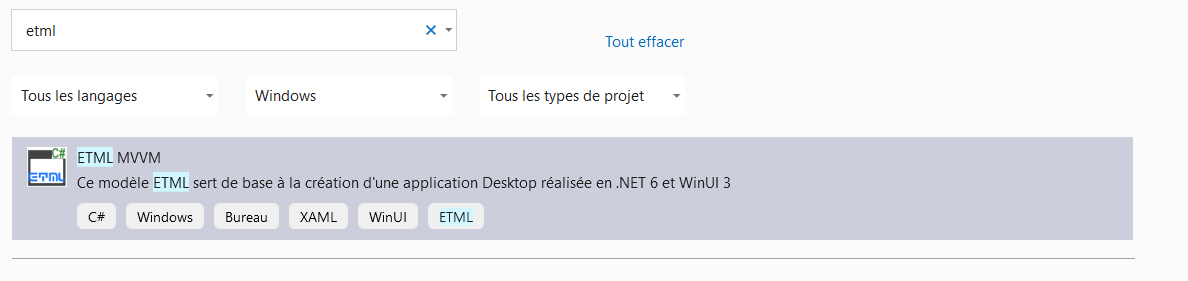 etml
Tout effacer
Tous les langages Windows Tous les types de projet
C#
ETML
ETML MVVM
Ce modèle ETML sert de base à la création d'une application Desktop réalisée en .NET 6 et WinUI 3
C# Windows Bureau XAML WinUI ETML